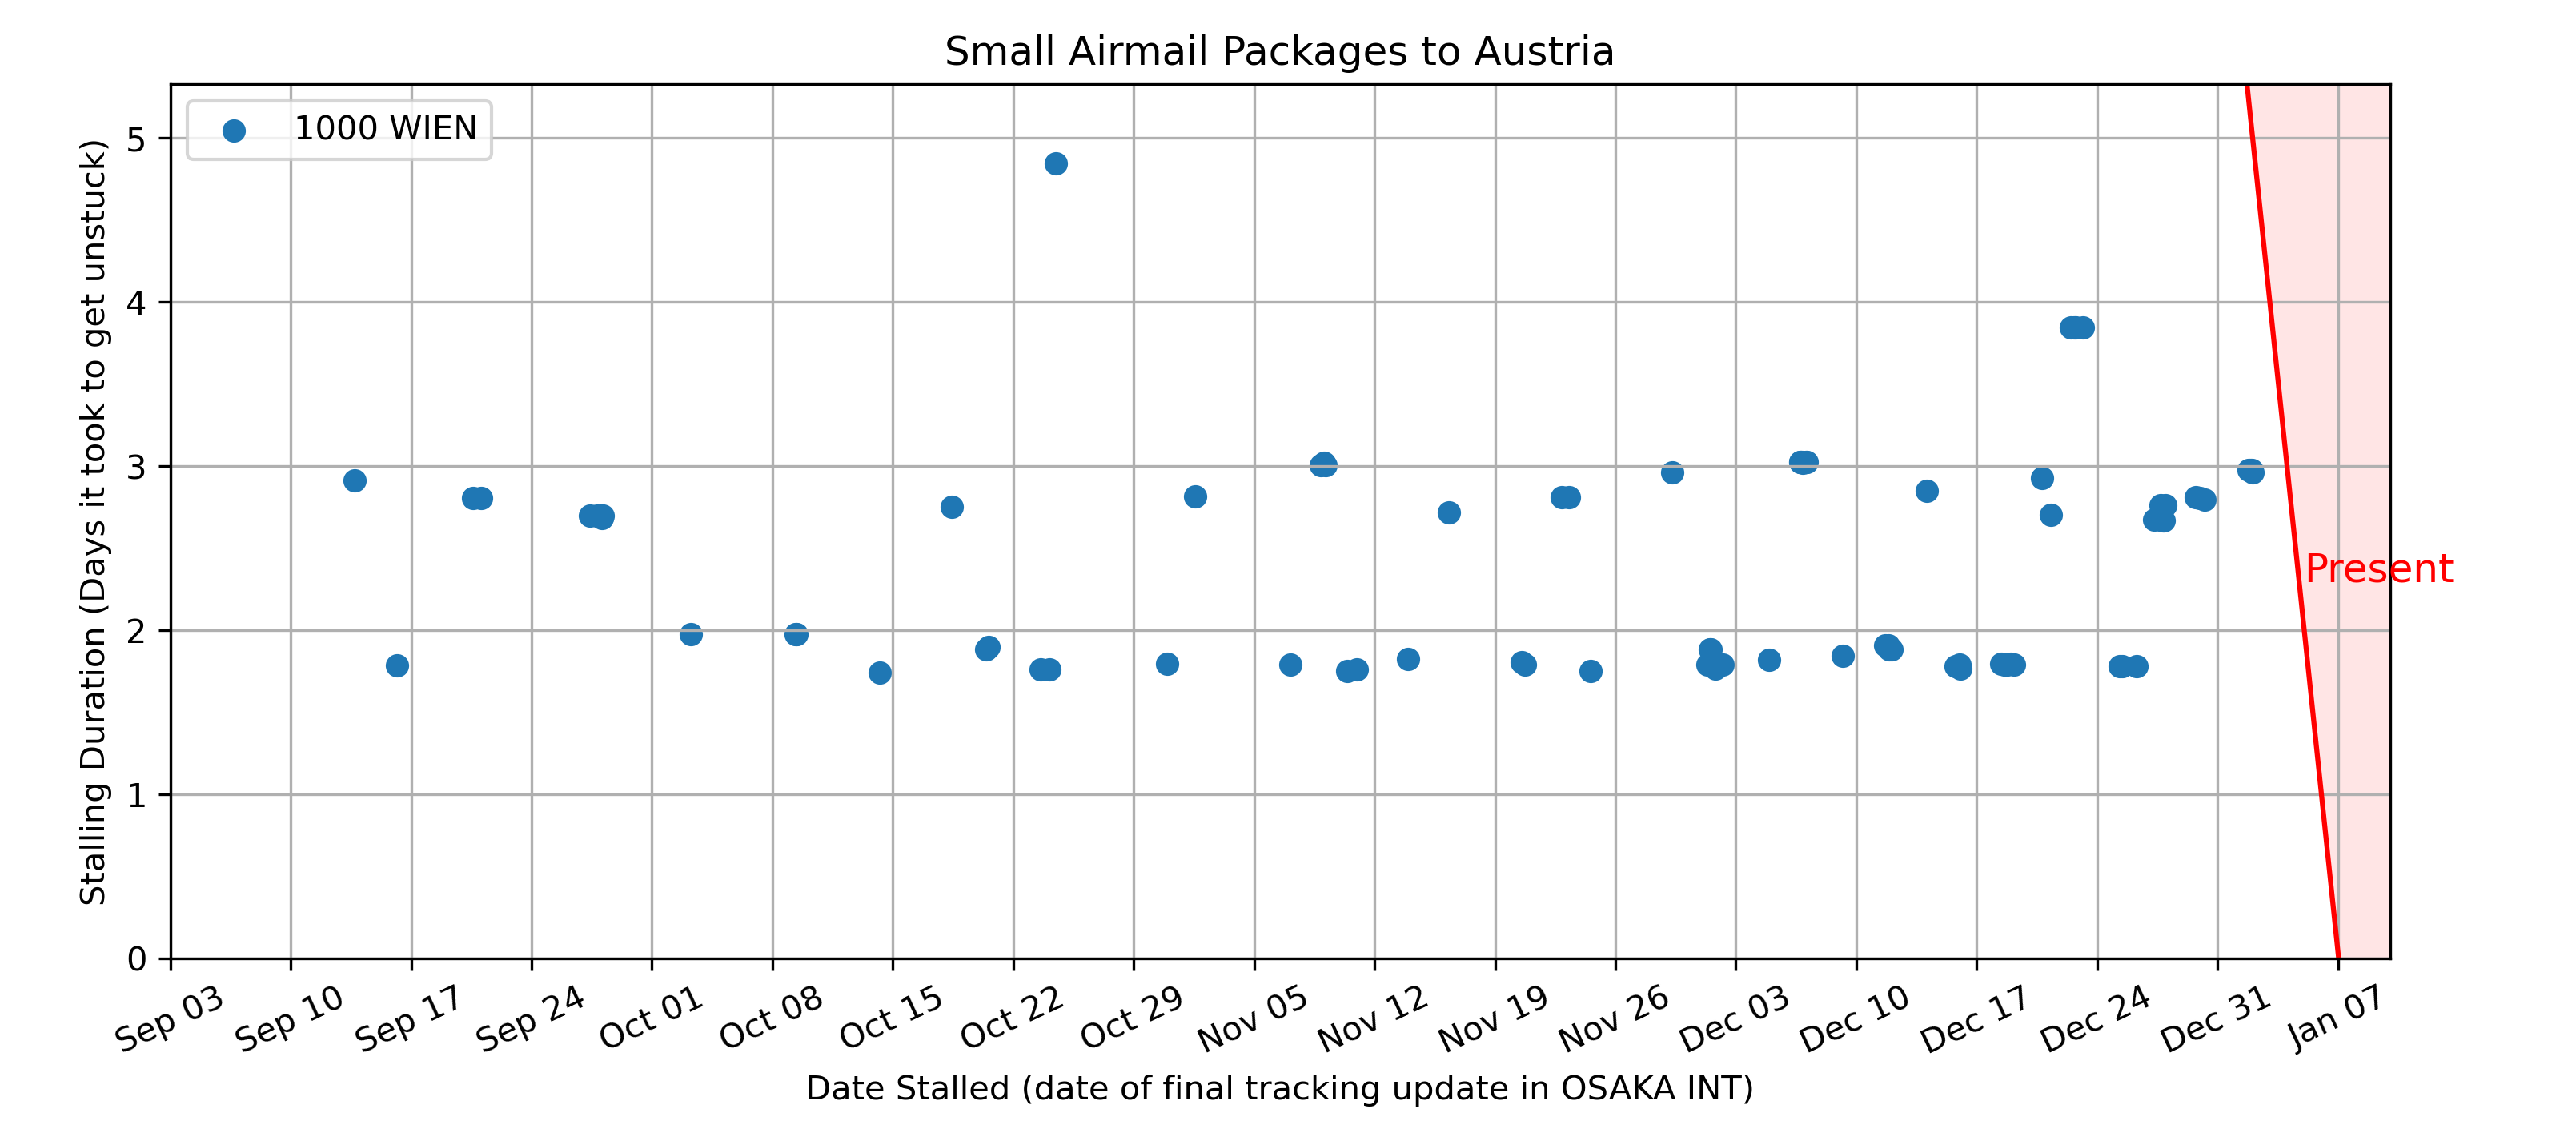 Small Airmail Packages to Austria
1000 WIEN
Stalling Duration (Days it took to get unstuck)
5
4
3
2
1
0
Present
Sep 03
Sep 10
Sep 17
Sep 24
Oct 01
Oct 08
Oct 15
Oct 22
Oct 29
Nov 05
Nov 12
Nov 19
Nov 26
Dec 03
Dec 10
Dec 17
Dec 24
Dec 31
Jan 07
Date Stalled (date of final tracking update in OSAKA INT)